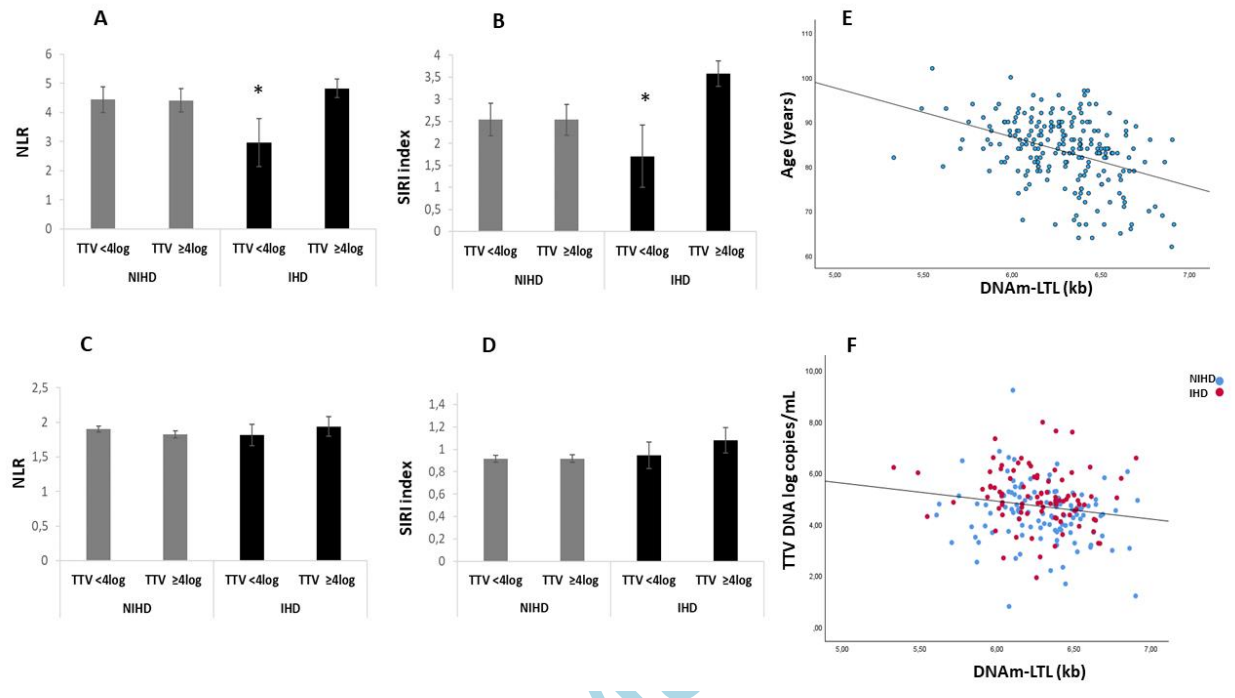 A
NLR
6
5
4
3
2
1
0
*
TTV <4log TTV ≥4log TTV <4log TTV ≥4log
NIHD IHD
B
SIRI index
4
3,5
3
2,5
2
1,5
1
0,5
0
*
TTV <4log TTV ≥4log TTV <4log TTV ≥4log
NIHD IHD
E
Age (years)
110
100
90
80
70
60
5,00 5,50 6,00 6,50 7,00
DNAm-LTL (kb)
C
NLR
2,5
2
1,5
1
0,5
0
TTV <4log TTV ≥4log TTV <4log TTV ≥4log
NIHD IHD
D
SIRI index
1,4
1,2
1
0,8
0,6
0,4
0,2
0
TTV <4log TTV ≥4log TTV <4log TTV ≥4log
NIHD IHD
F
NIHD
IHD
TTV DNA log copies/mL
10,00
8,00
6,00
4,00
2,00
,00
5,00 6,00 6,50 7,00
DNAm-LTL (kb)